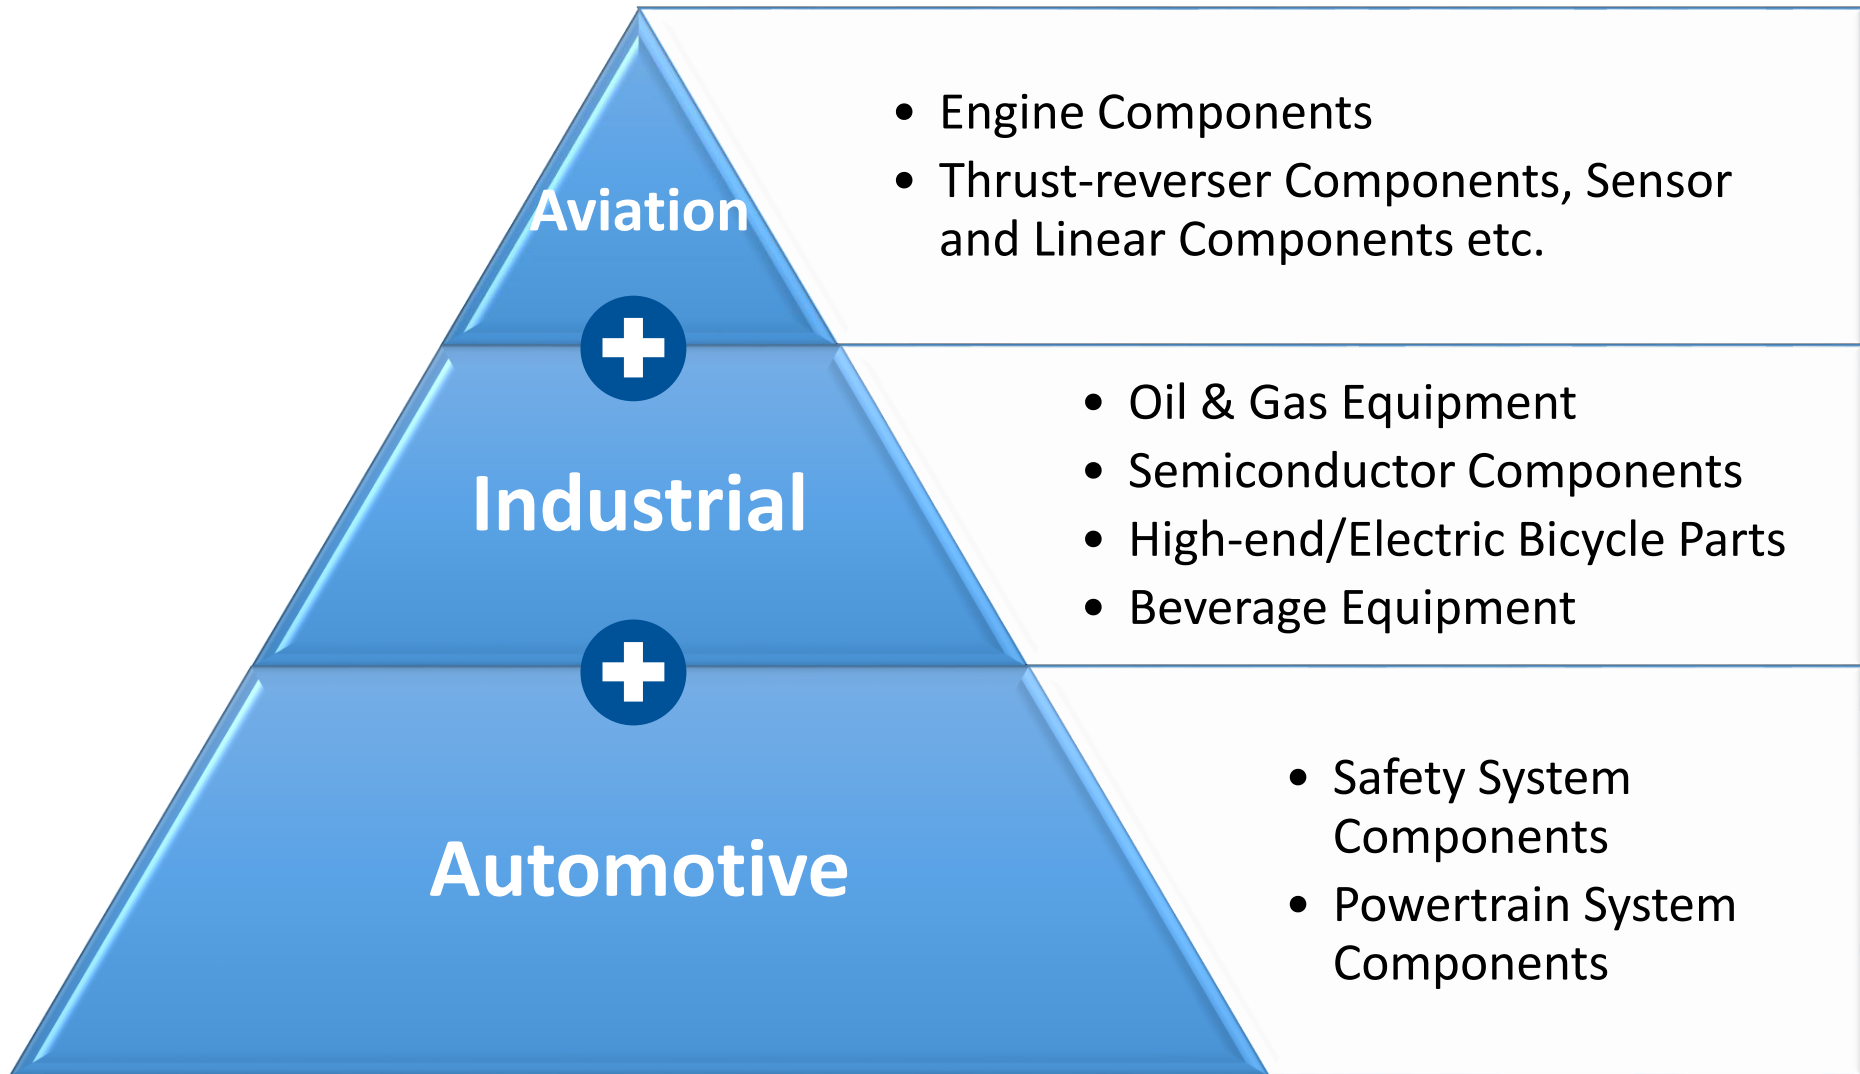 Aviation
• Engine Components
• Thrust-reverser Components, Sensor
and Linear Components etc.
Industrial
• Oil & Gas Equipment
• Semiconductor Components
• High-end/Electric Bicycle Parts
• Beverage Equipment
Automotive
• Safety System
Components
• Powertrain System
Components